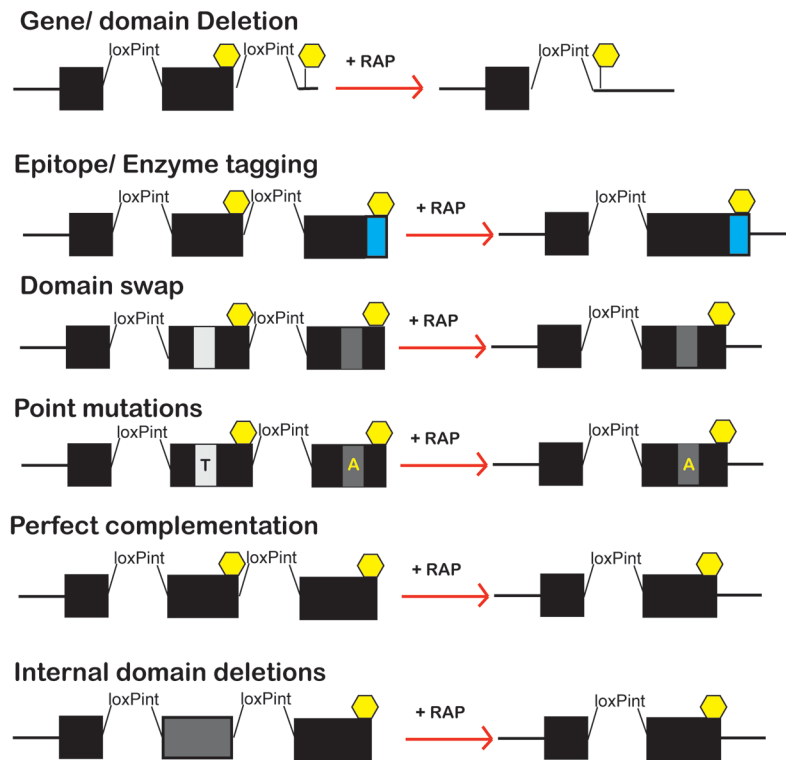 Gene/ domain Deletion
loxPint loxPint + RAP loxPint
Epitope/ Enzyme tagging
loxPint loxPint + RAP loxPint
Domain swap
loxPint loxPint + RAP loxPint
Point mutations
loxPint loxPint + RAP loxPint
T A A
Perfect complementation
loxPint loxPint + RAP loxPint
Internal domain deletions
loxPint loxPint + RAP loxPint